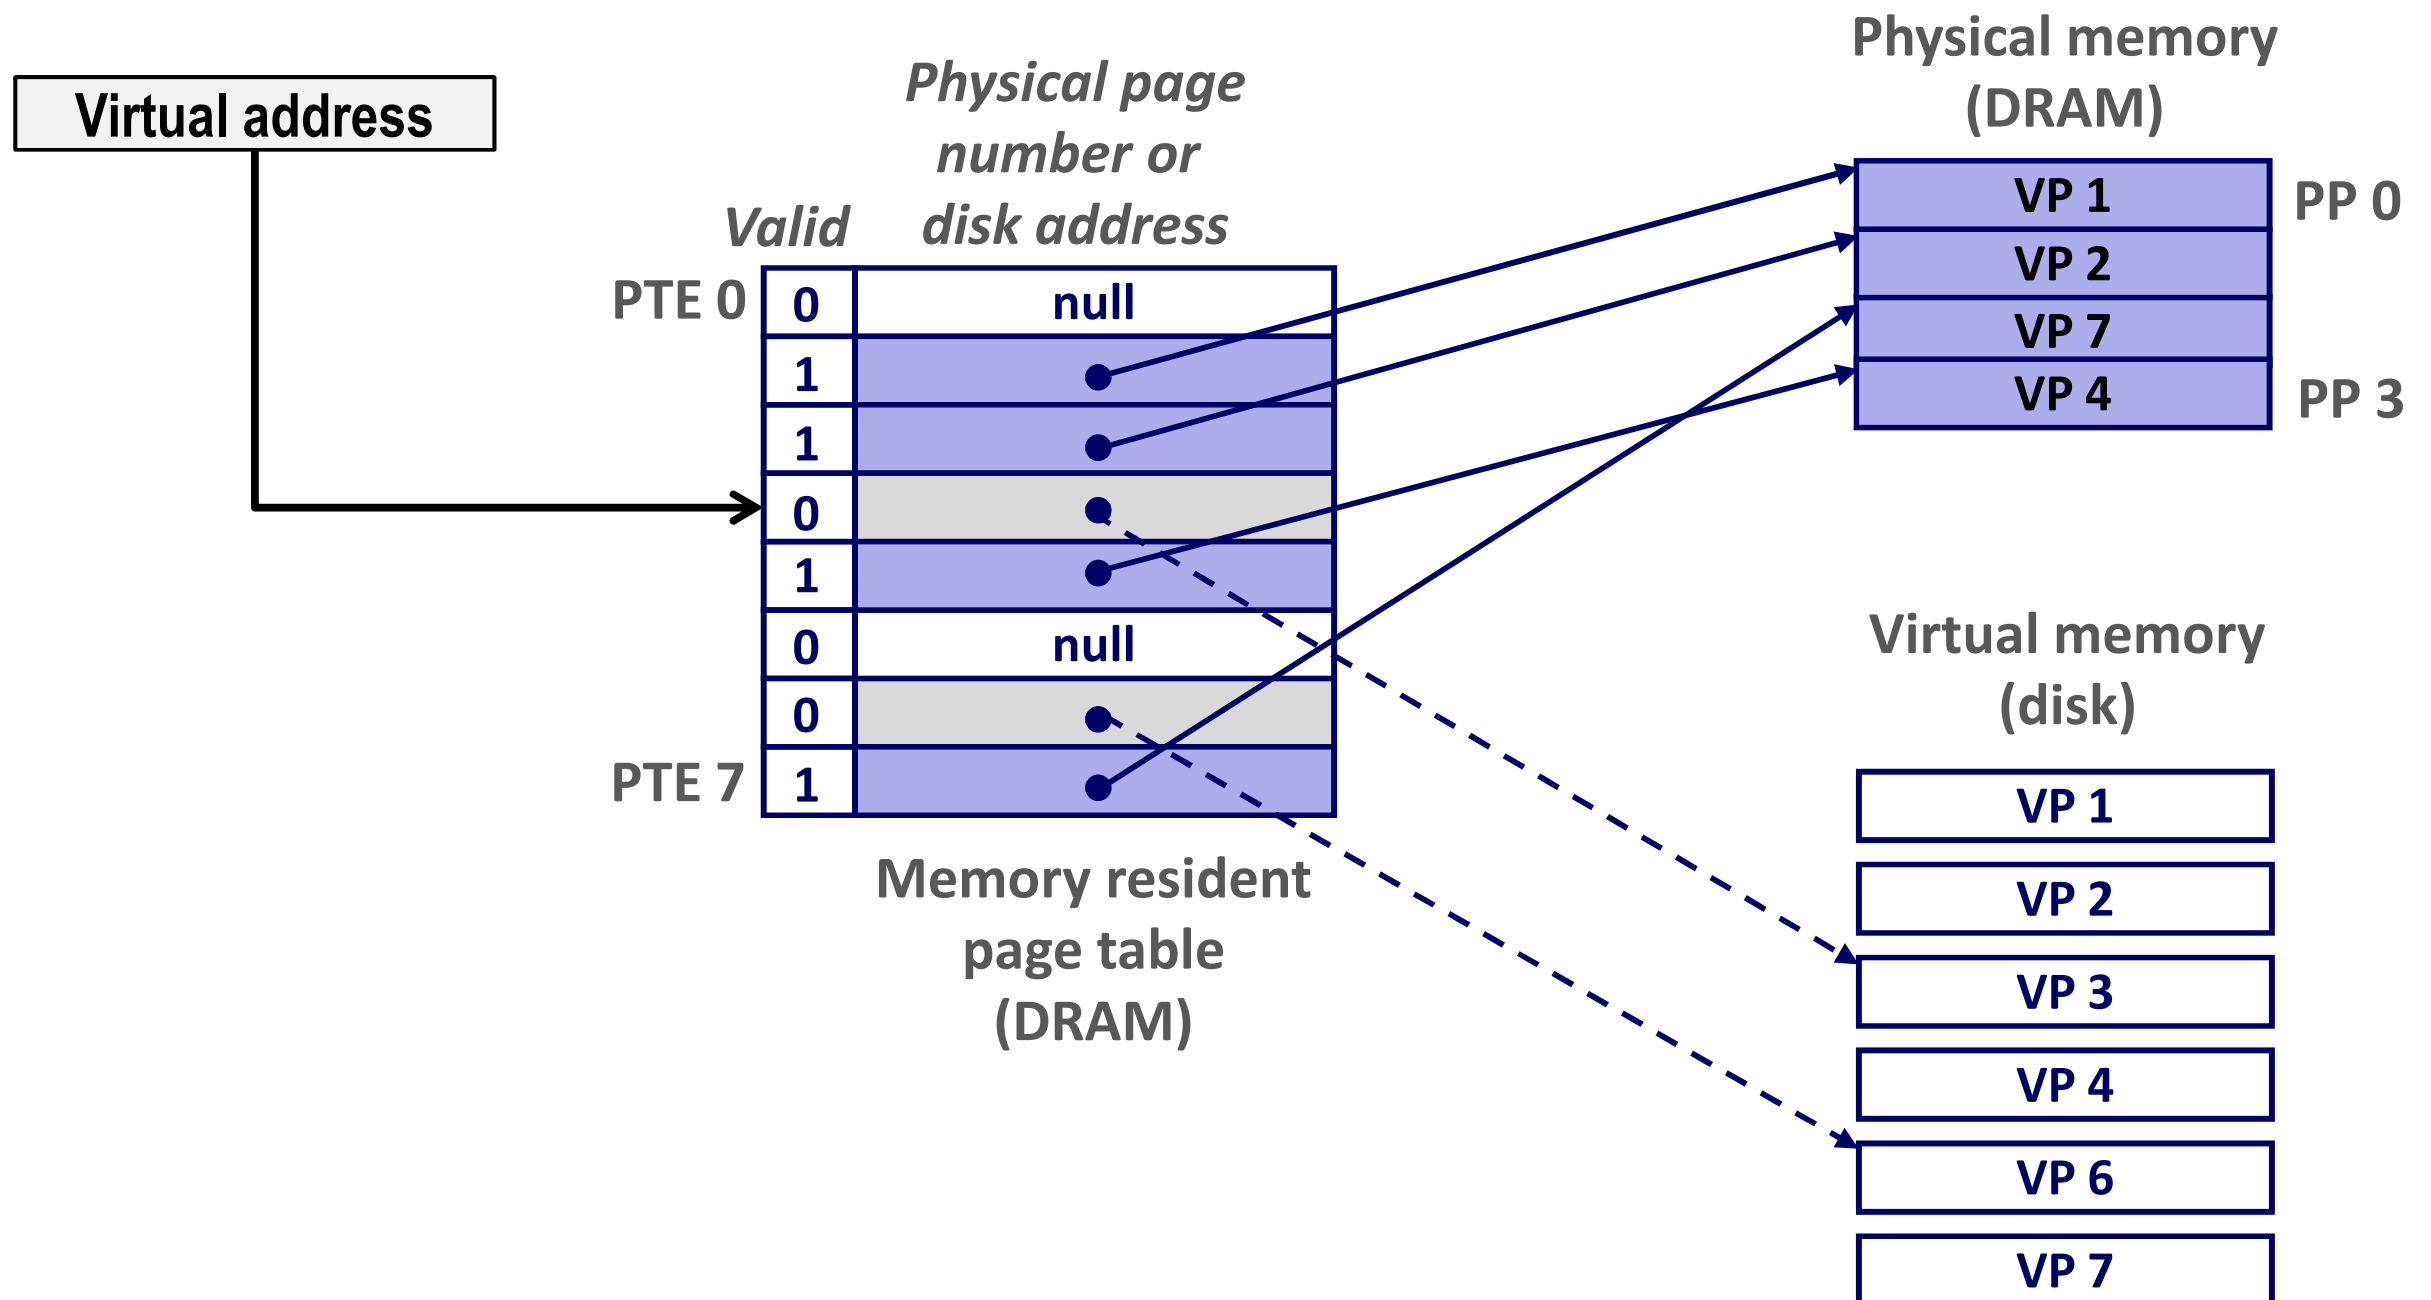 Virtual address
Physical page
number or
disk address
Valid
PTE 0
0
null
1
1
0
1
0
null
0
PTE 7
1
Memory resident
page table
(DRAM)
Physical memory
(DRAM)
VP 1
PP 0
VP 2
VP 7
VP 4
PP 3
Virtual memory
(disk)
VP 1
VP 2
VP 3
VP 4
VP 6
VP 7